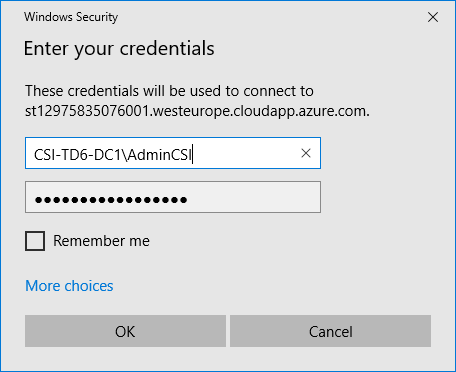 Windows Security
Enter your credentials
These credentials will be used to connect to
st12975835076001.westeurope.cloudapp.azure.com.
CSI-TD6-DC1\AdminCSI
●●●●●●●●●●●●●●●●●
Remember me
More choices
OK
Cancel